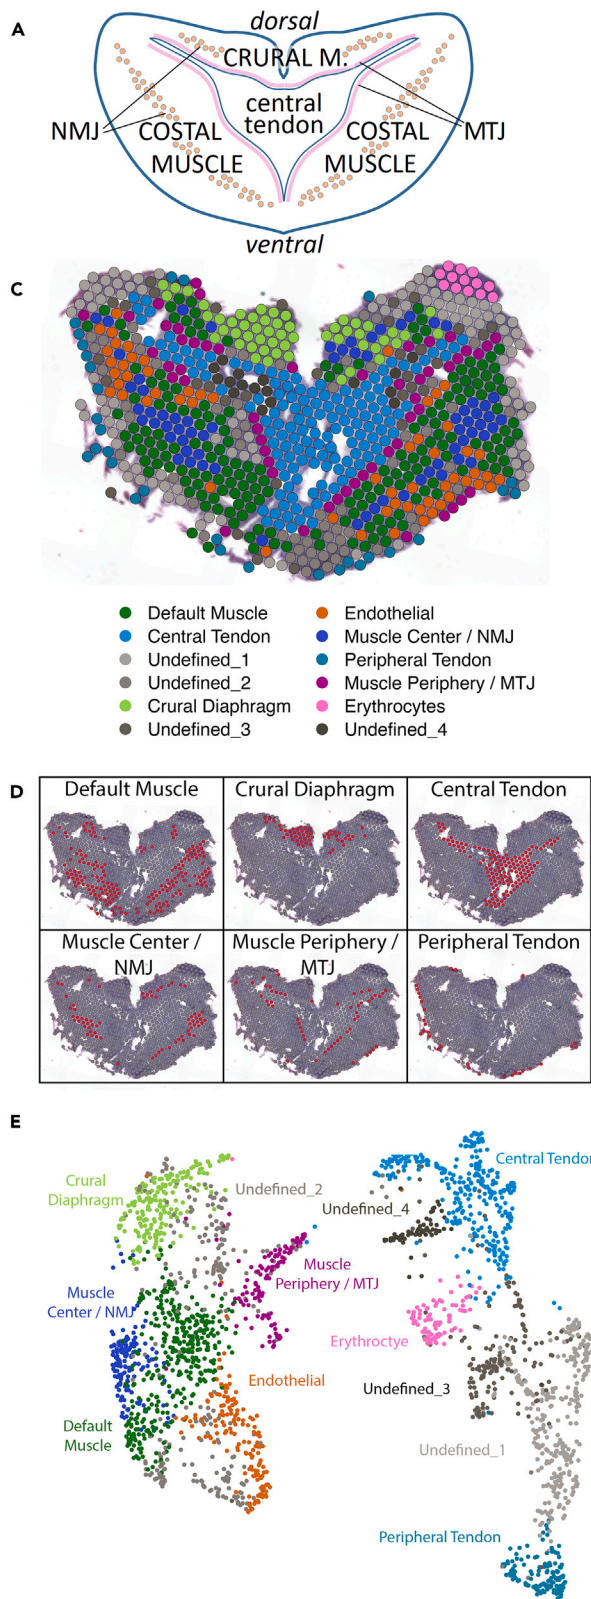 A
dorsal
CRURAL M.
central
tendon
NMJ
COSTAL
MUSCLE
COSTAL
MUSCLE
MTJ
ventral
C
Default Muscle
Central Tendon
Undefined_1
Undefined_2
Crural Diaphragm
Undefined_3
Endothelial
Muscle Center / NMJ
Peripheral Tendon
Muscle Periphery / MTJ
Erythrocytes
Undefined_4
D
Default Muscle
Crural Diaphragm
Central Tendon
Muscle Center /
NMJ
Muscle Periphery /
MTJ
Peripheral Tendon
E
Crural
Diaphragm
Undefined_2
Central Tendon
Undefined_4
Muscle
Periphery / MTJ
Muscle
Center / NMJ
Erythroctye
Endothelial
Undefined_3
Default
Muscle
Undefined_1
Peripheral Tendon